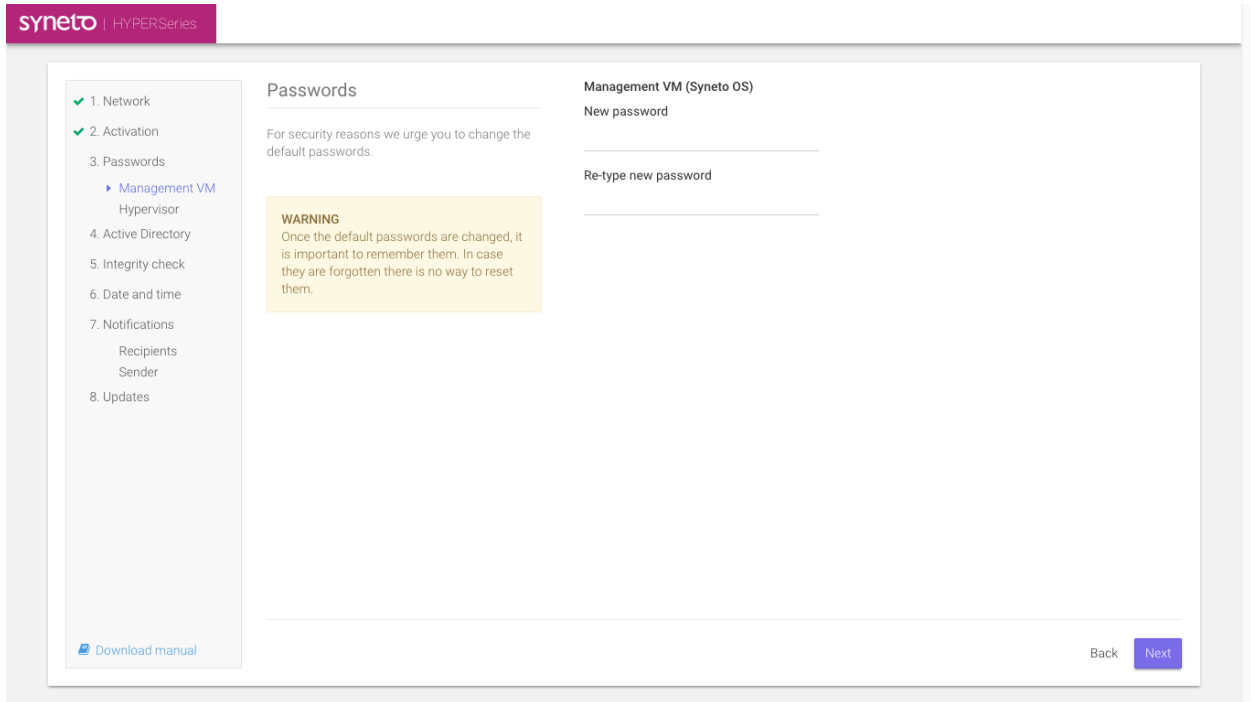 syneto | HYPERSeries
1. Network
2. Activation
3. Passwords
Management VM
Hypervisor
4. Active Directory
5. Integrity check
6. Date and time
7. Notifications
Recipients
Sender
8. Updates
Download manual
Passwords
For security reasons we urge you to change the
default passwords.
WARNING
Once the default passwords are changed, it
is important to remember them. In case
they are forgotten there is no way to reset
them.
Management VM (Syneto OS)
New password
Re-type new password
Back
Next